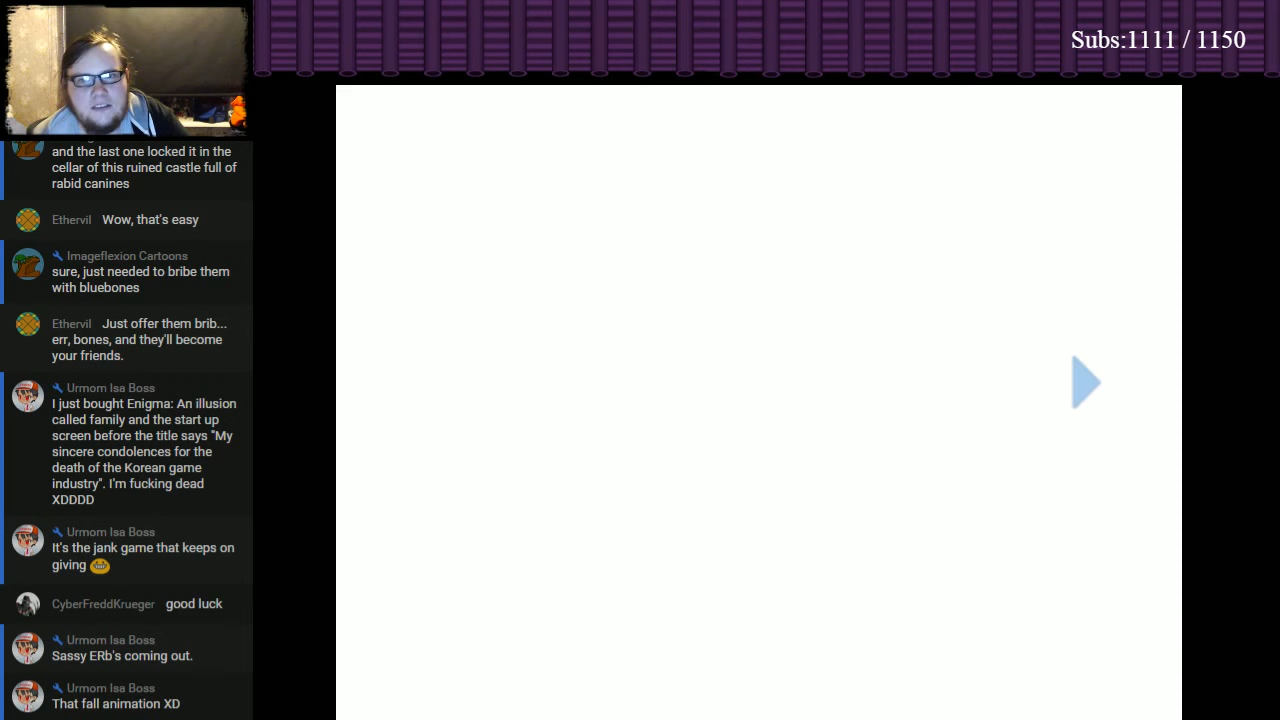 Subs:1111 / 1150
and the last one locked it in the
cellar of this ruined castle full of
rabid canines
Ethervil Wow, that's easy
Imageflexion Cartoons
sure, just needed to bribe them
with bluebones
Ethervil Just offer them brib...
err, bones, and they'll become
your friends.
Urmom Isa Boss
I just bought Enigma: An illusion
called family and the start up
screen before the title says "My
sincere condolences for the
death of the Korean game
industry". I'm fucking dead
XDDDD
Urmom Isa Boss
It's the jank game that keeps on
giving
CyberFreddKrueger good luck
Urmom Isa Boss
Sassy ERb's coming out.
Urmom Isa Boss
That fall animation XD